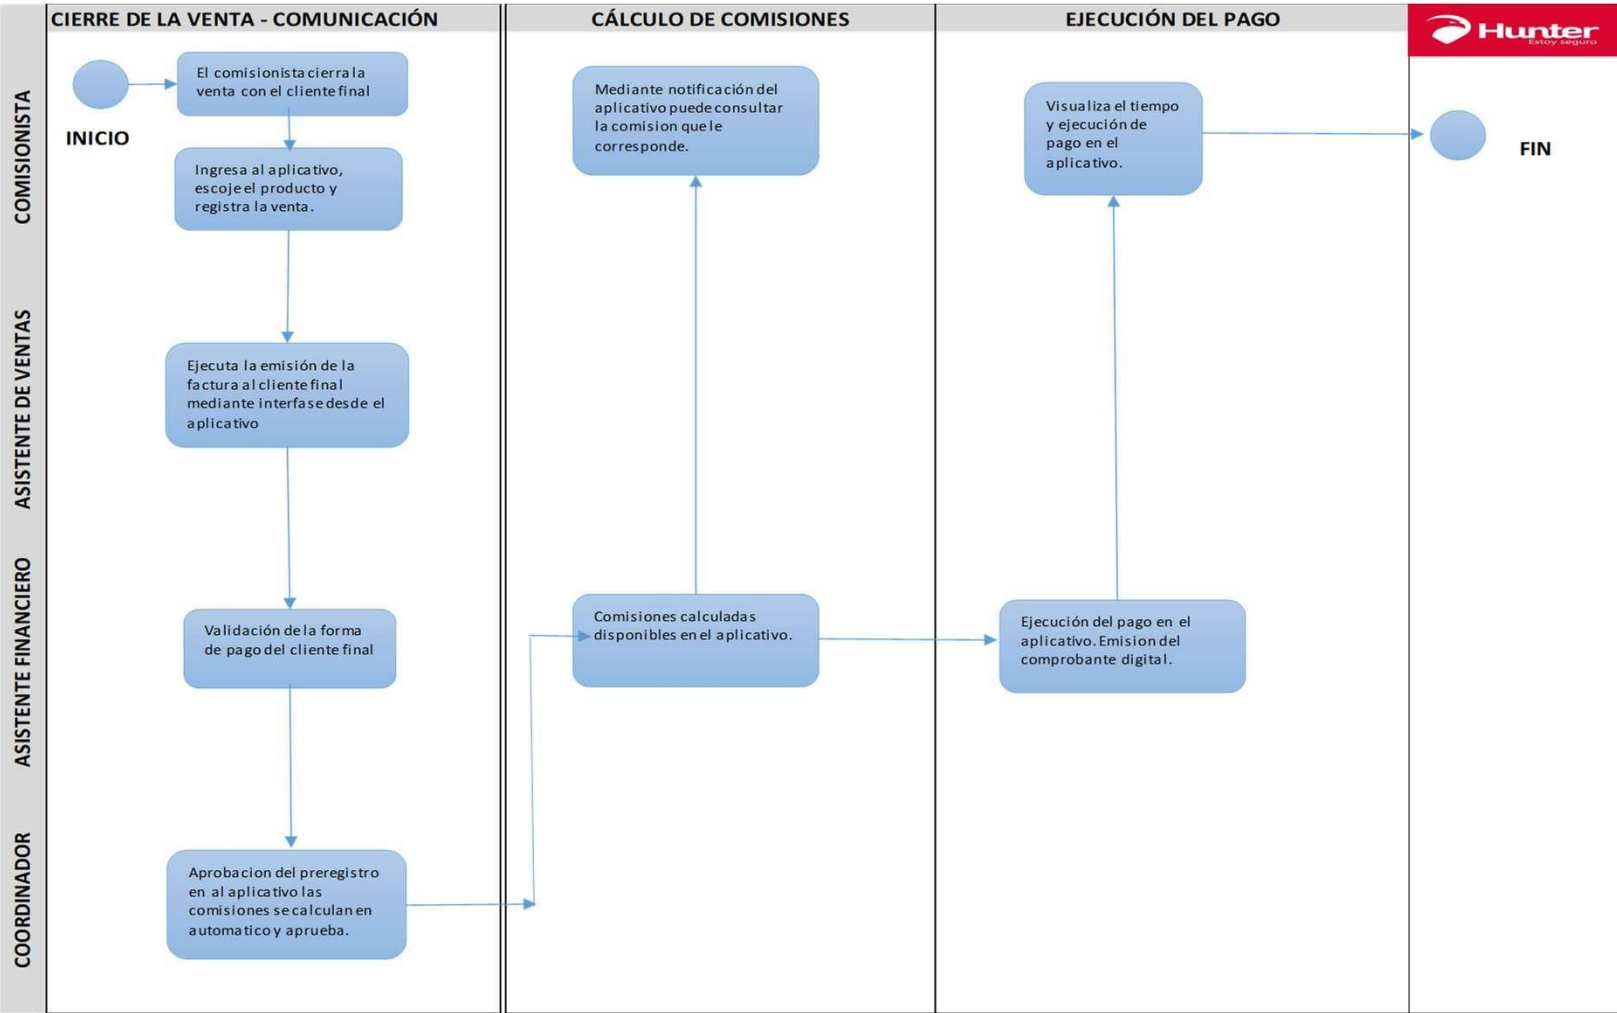 CIERRE DE LA VENTA - COMUNICACIÓN
CÁLCULO DE COMISIONES
EJECUCIÓN DEL PAGO
Hunter
Estoy seguro
COMISIONISTA
INICIO
El comisionista cierra la
venta con el cliente final
Ingresa al aplicativo,
escoje el producto y
registra la venta.
Mediante notificación del
aplicativo puede consultar
la comision que le
corresponde.
Visualiza el tiempo
y ejecución de
pago en el
aplicativo.
FIN
ASISTENTE DE VENTAS
Ejecuta la emisión de la
factura al cliente final
mediante interfase desde el
aplicativo
ASISTENTE FINANCIERO
Validación de la forma
de pago del cliente final
Comisiones calculadas
disponibles en el aplicativo.
Ejecución del pago en el
aplicativo. Emision del
comprobante digital.
COORDINADOR
Aprobacion del preregistro
en al aplicativo las
comisiones se calculan en
automatico y aprueba.